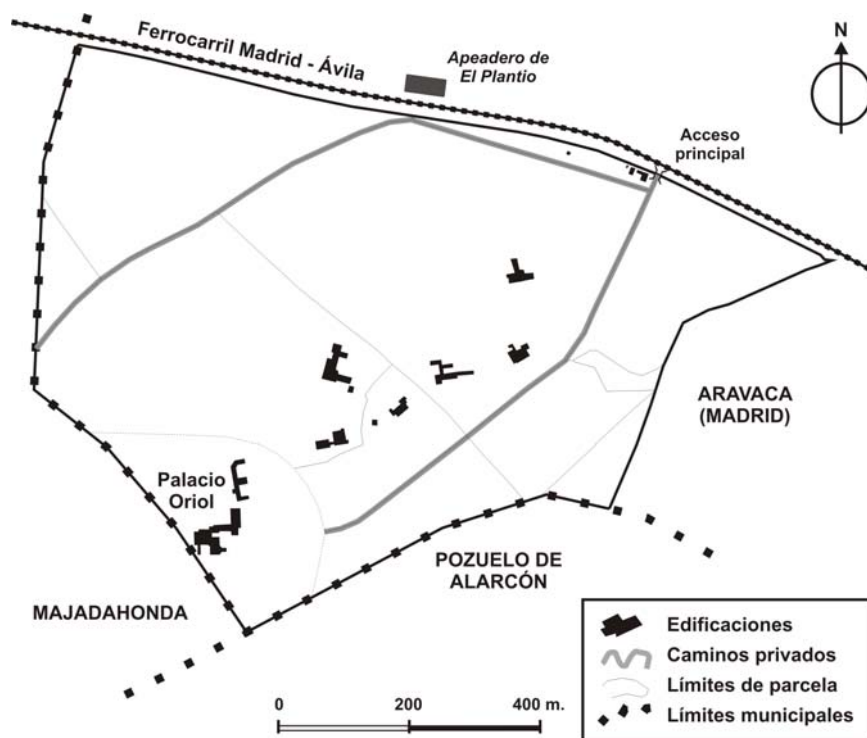 Ferrocarril Madrid - Ávila
Apeadero de
El Plantio
N
Acceso
principal
ARAVACA
(MADRID)
Palacio
Oriol
POZUELO DE
ALARCÓN
MAJADAHONDA
Edificaciones
Caminos privados
Límites de parcela
Límites municipales
0 200 400 m.